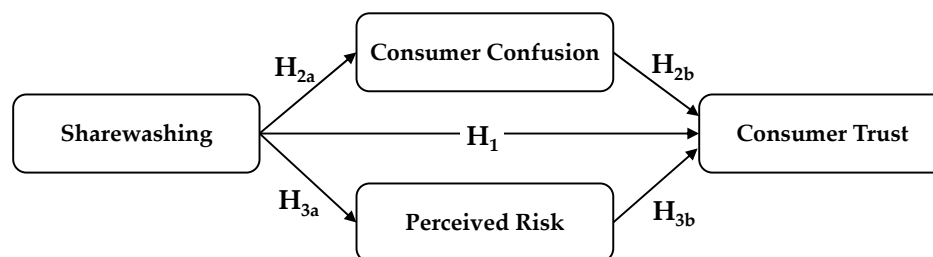 Consumer Confusion
H2a
H2b
Sharewashing
H1
Consumer Trust
H3a
Perceived Risk
H3b